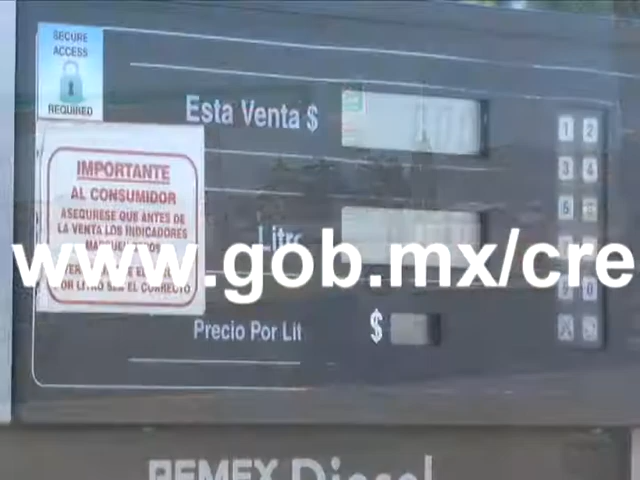 SECURE
ACCESS
REQUIRED
Esta Venta $
IMPORTANTE
AL CONSUMIDOR
ASEGURESE QUE ANTES DE
LA VENTA LOS INDICADORES
www.gob.mx/cre
POR LITRO SEA EL CORRECTO
Precio Por Lit
$
1 2
3 4
PEMEX Diesel